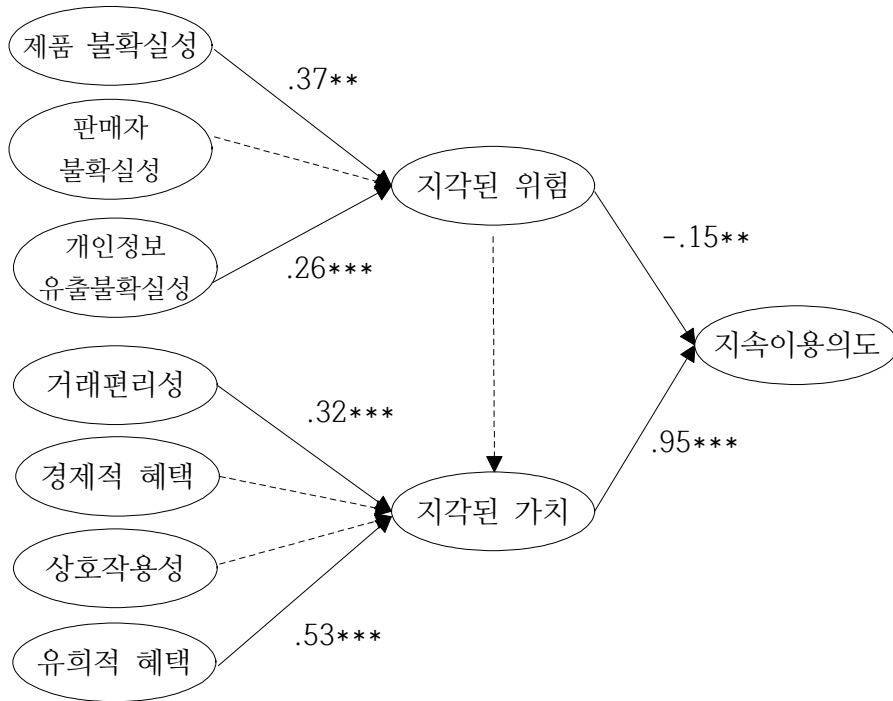 제품 불확실성
.37**
판매자
불확실성
지각된 위험
개인정보
유출불확실성
.26***
-.15**
지속이용의도
거래편리성
.32***
.95***
경제적 혜택
지각된 가치
상호작용성
.53***
유희적 혜택